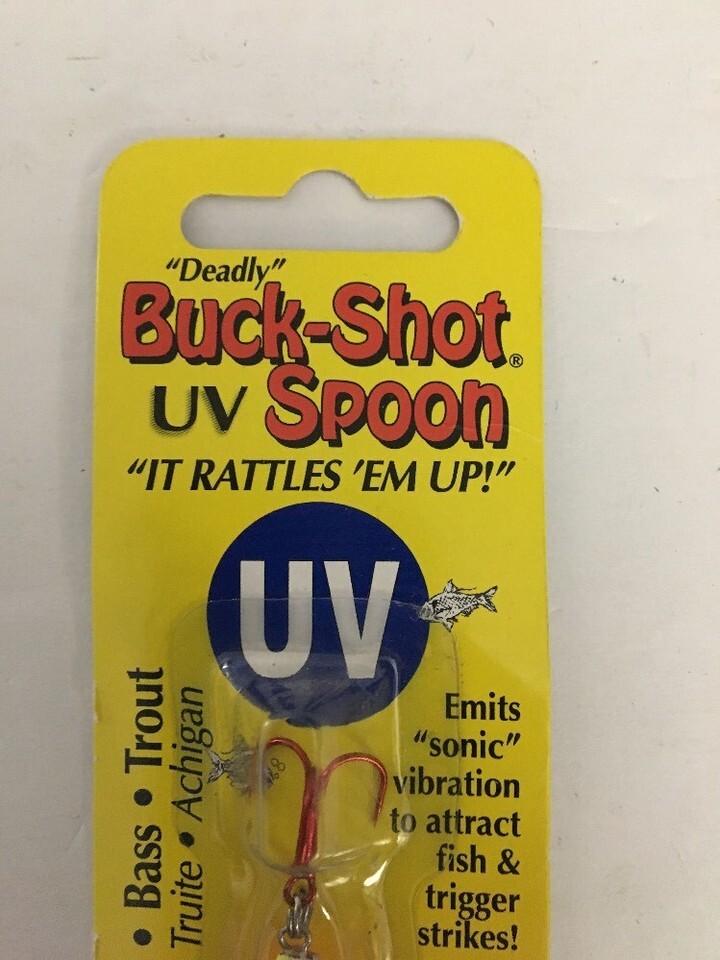 "Deadly"
Buck-Shot®
UV Spoon
"IT RATTLES 'EM UP!"
UV
Emits
"sonic"
vibration
to attract
fish &
trigger
strikes!
• Bass • Trout
Truite • Achigan